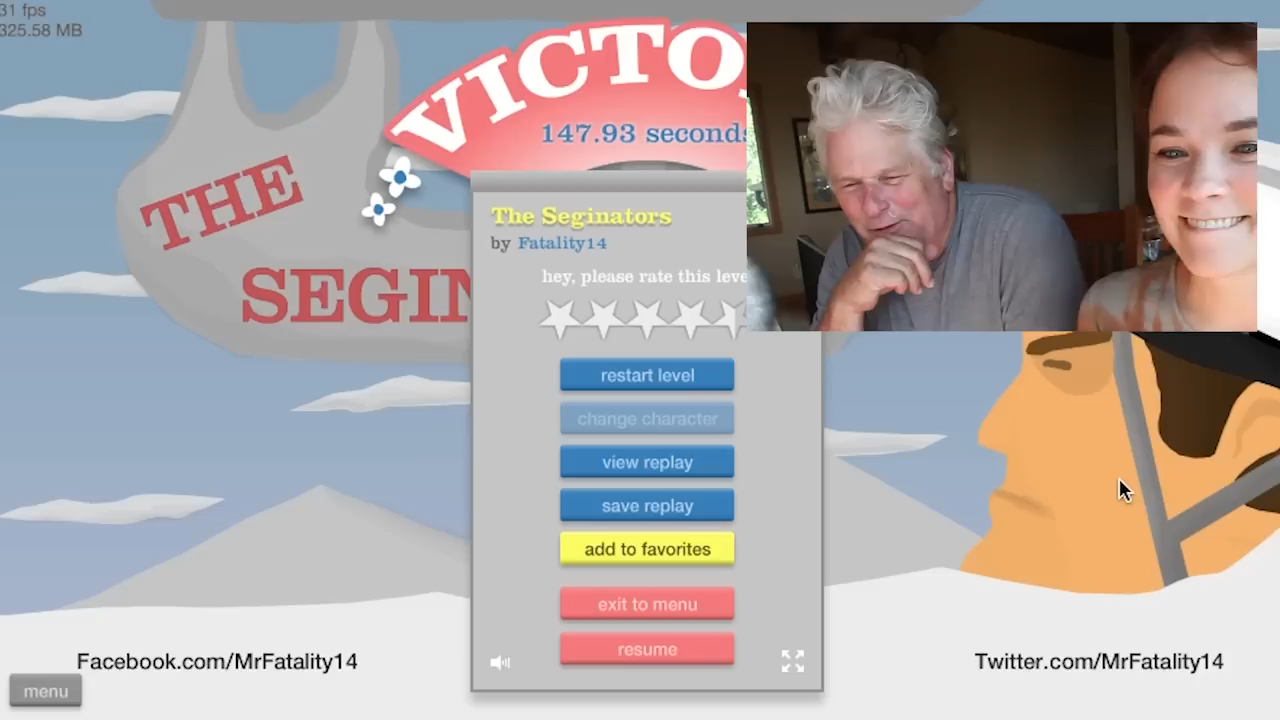 31 fps
325.58 MB
VICTO
147.93 seconds
THE
SEGIN
The Seginators
by Fatality14
hey, please rate this leve
restart level
change character
view replay
save replay
add to favorites
exit to menu
resume
Facebook.com/MrFatality14
Twitter.com/MrFatality14
menu